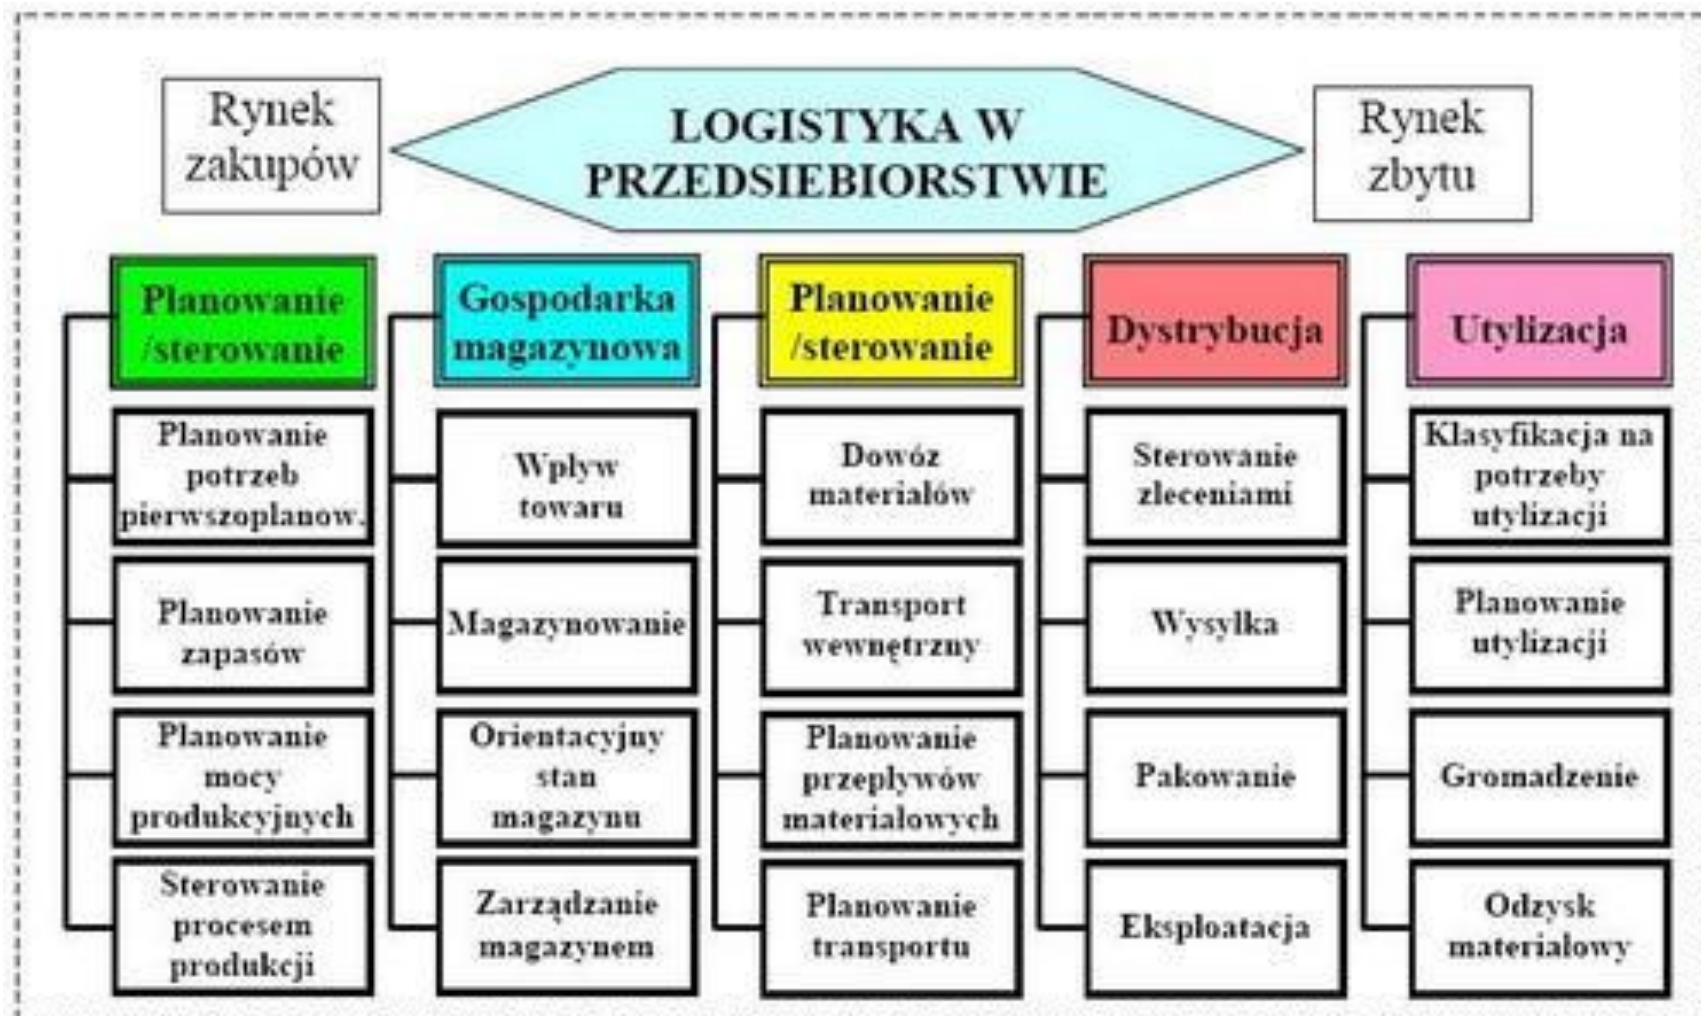 Rynek
zakupów
LOGISTYKA W
PRZEDSIEBIORSTWIE
Rynek
zbytu
Planowanie
/sterowanie
Planowanie
potrzeb
pierwszoplanow.
Planowanie
zapasów
Planowanie
mocy
produkcyjnych
Sterowanie
procesem
produkcji
Gospodarka
magazynowa
Wpływ
towaru
Magazynowanie
Orientacyjny
stan
magazynu
Zarządzanie
magazynem
Planowanie
/sterowanie
Dowóz
materiałów
Transport
wewnętrzny
Planowanie
przepływów
materiałowych
Planowanie
transportu
Dystrybucja
Sterowanie
zleceniami
Wysyłka
Pakowanie
Eksploatacja
Utylizacja
Klasyfikacja na
potrzeby
utylizacji
Planowanie
utylizacji
Gromadzenie
Odzysk
materiałowy